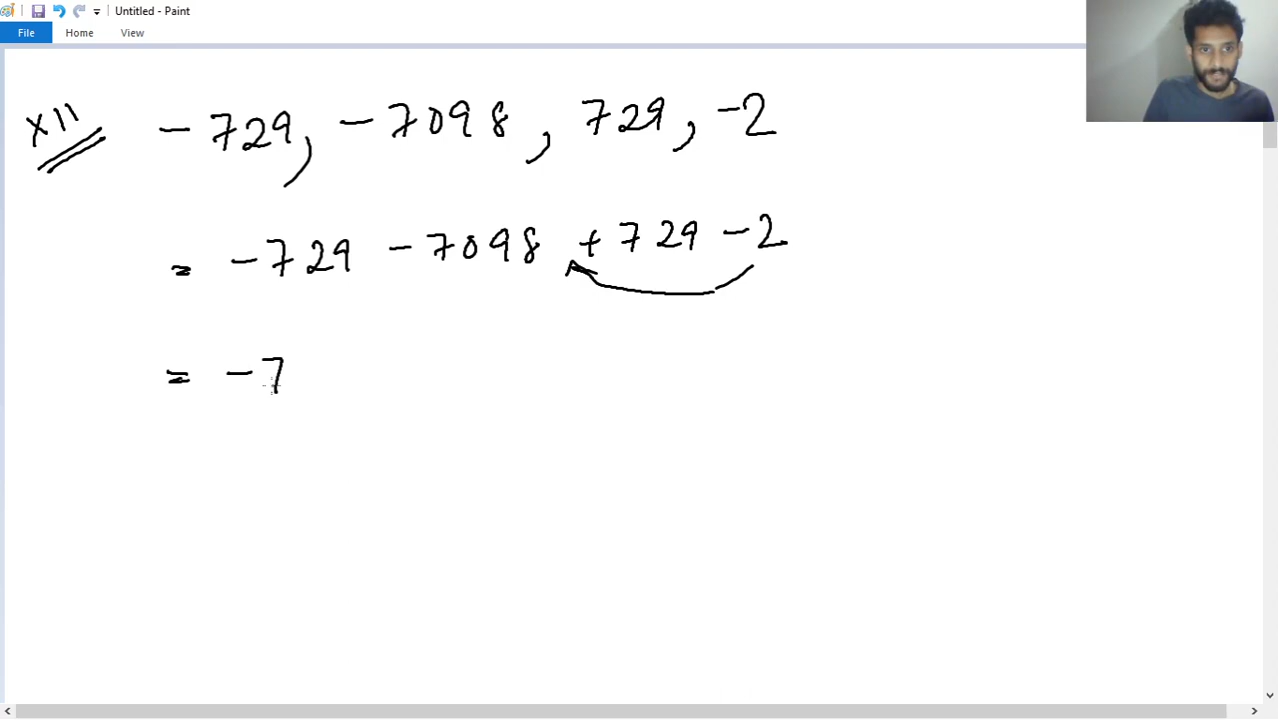 Untitled - Paint
File Home View
XII - 729, - 7098, 729, -2
= - 729 - 7098 + 729 - 2
= - 7